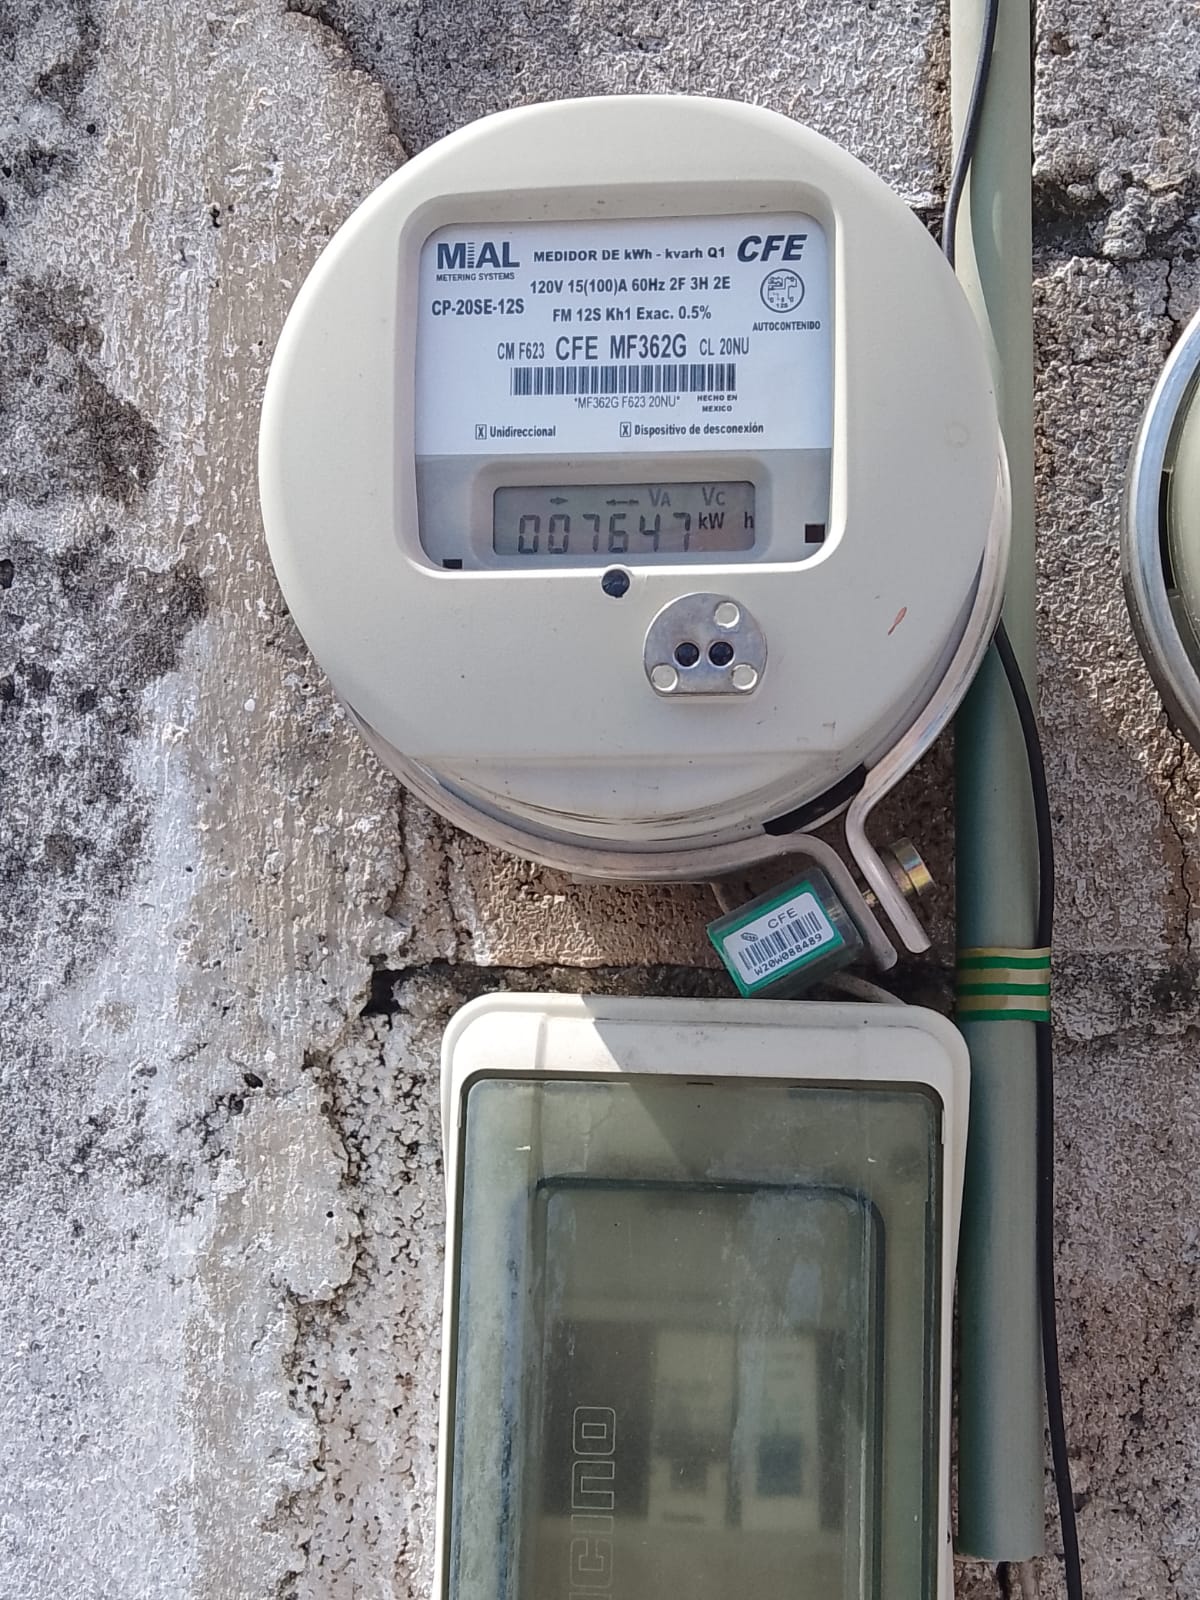 MIAL
METERING SYSTEMS
MEDIDOR DE kWh - kvarh Q1
CFE
120V 15(100)A 60Hz 2F 3H 2E
CP-20SE-12S
FM 12S Kh1 Exac. 0.5%
12S
AUTOCONTENIDO
CM F623 CFE MF362G CL 20NU
*MF362G F623 20NU*
HECHO EN
MEXICO
X Unidireccional
X Dispositivo de desconexión
VA VC
007647 kW h
CFE
W20W088489